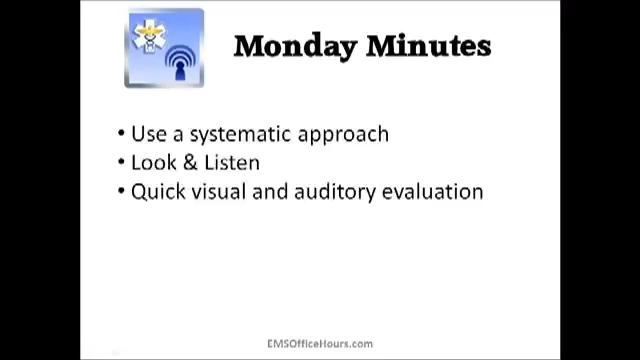 Monday Minutes
• Use a systematic approach
• Look & Listen
• Quick visual and auditory evaluation
EMSOfficeHours.com